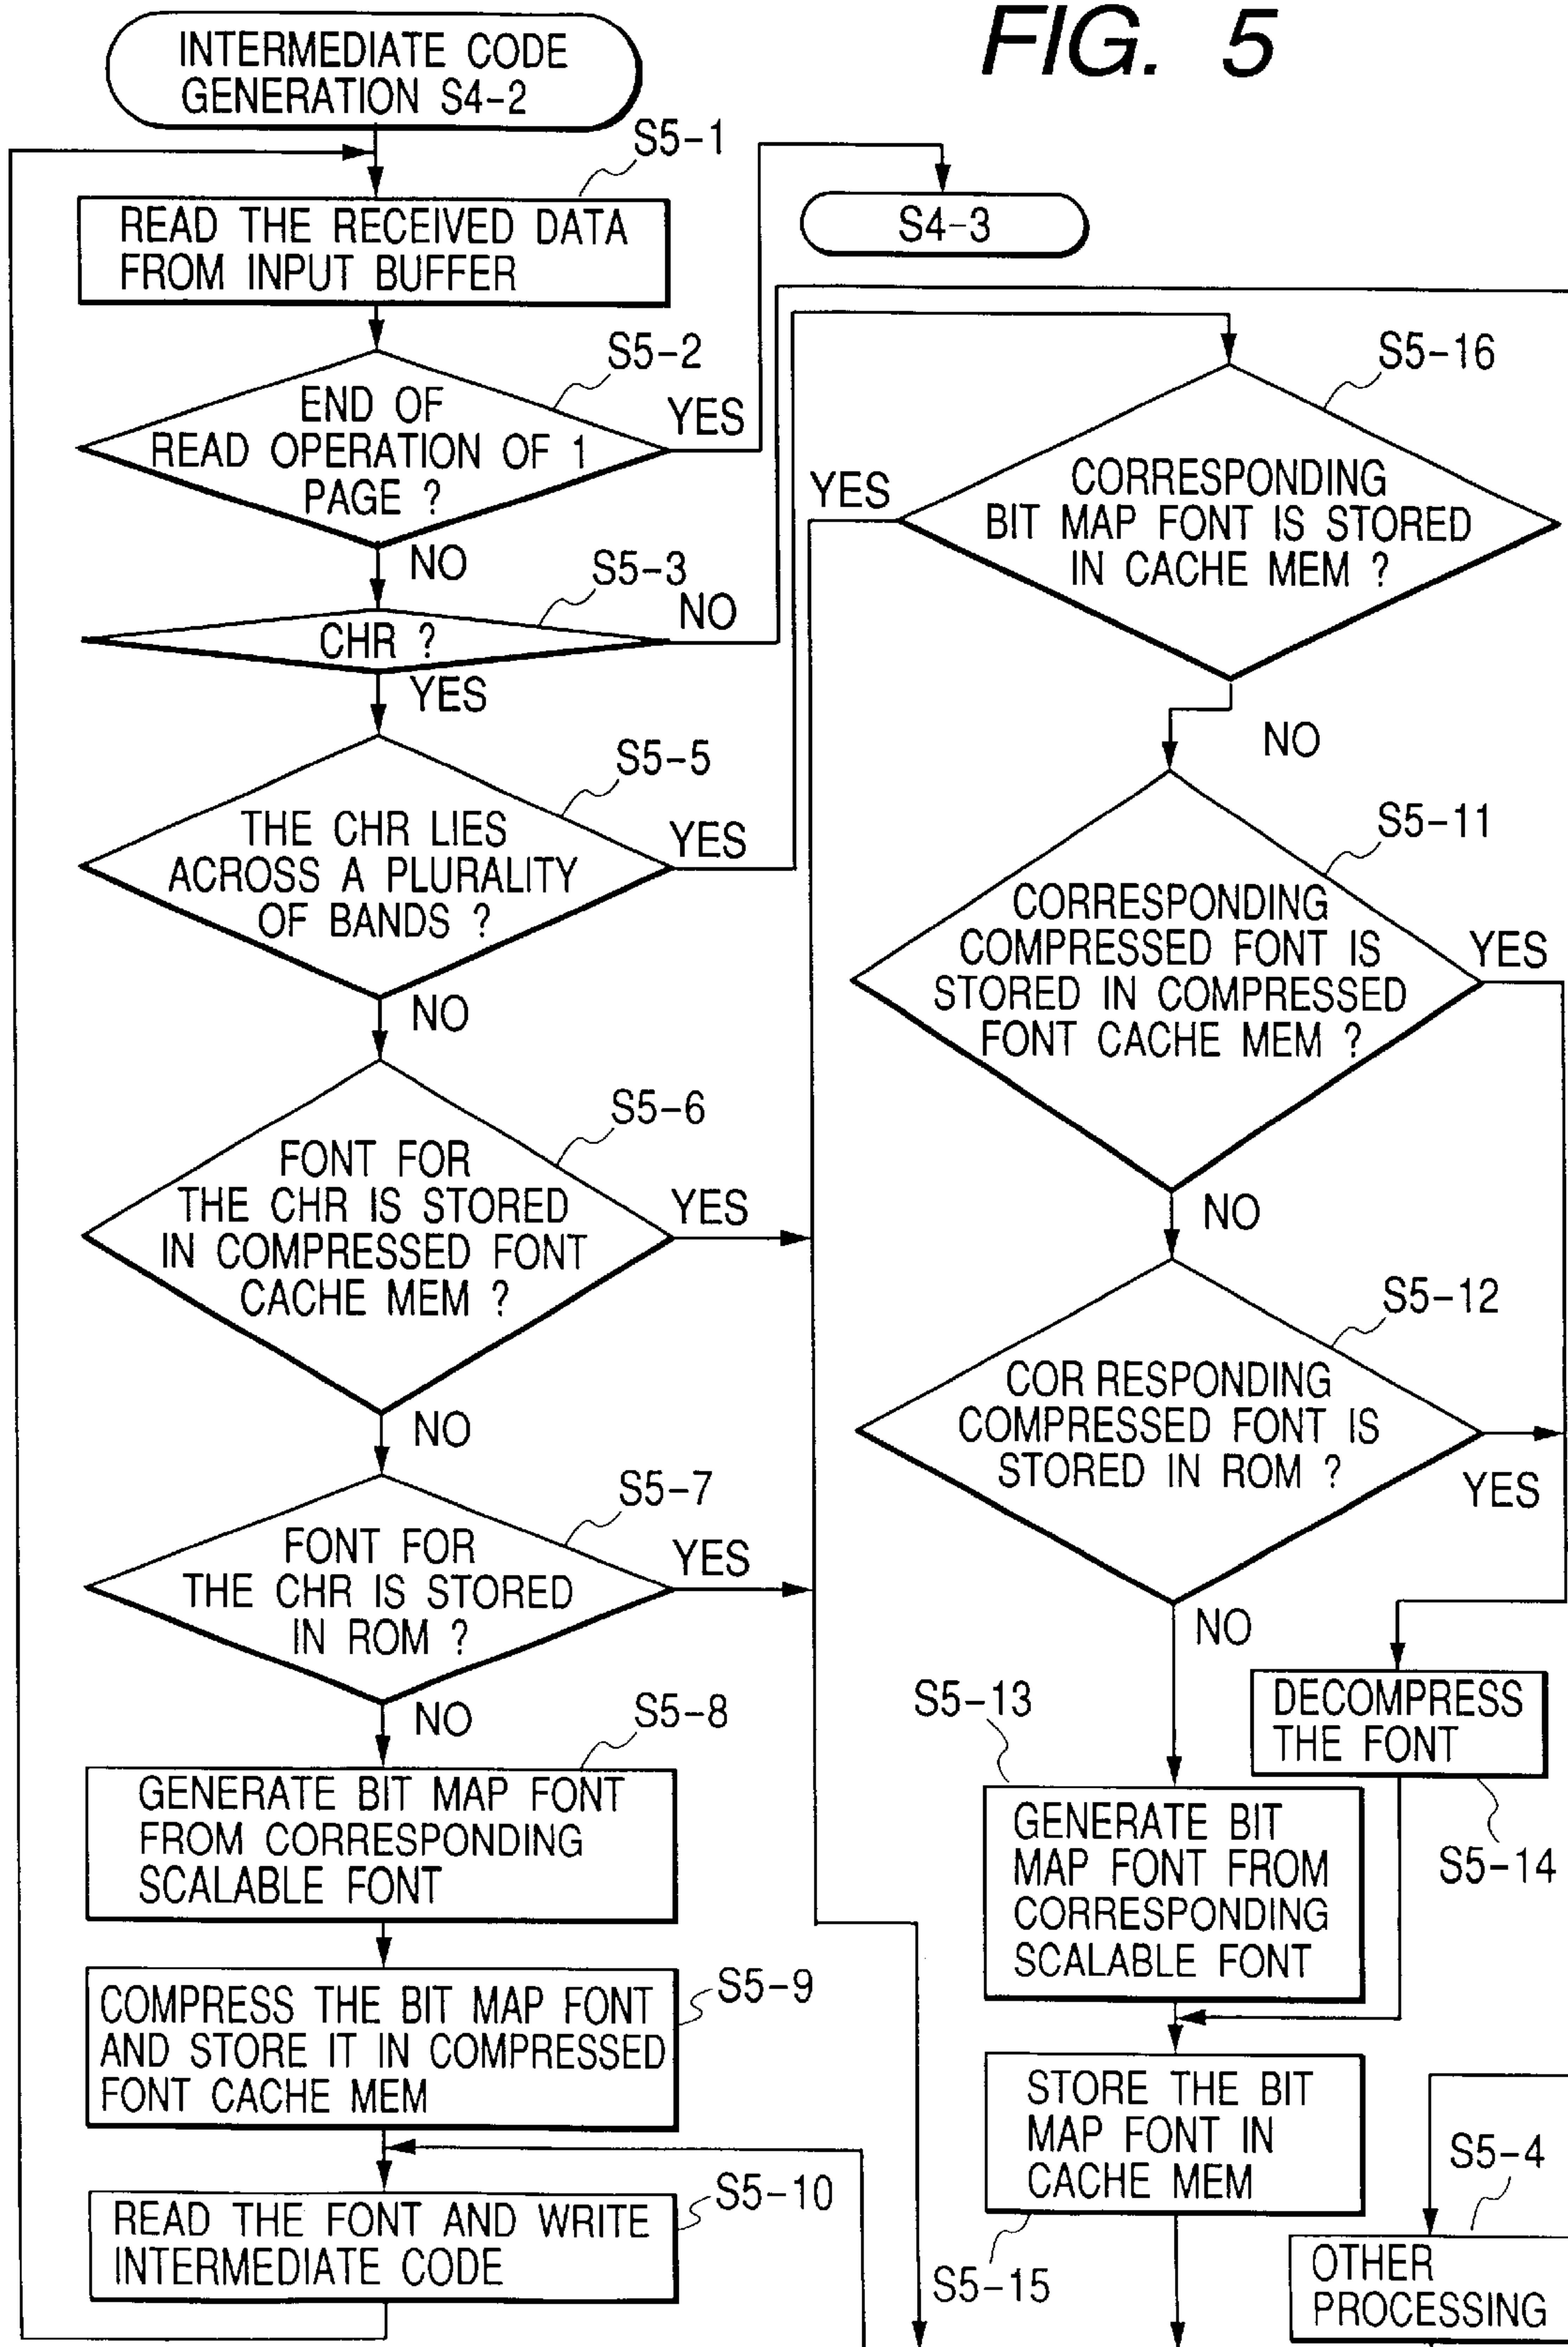 FIG. 5
INTERMEDIATE CODE
GENERATION S4-2
S5-1
READ THE RECEIVED DATA
FROM INPUT BUFFER
S4-3
S5-2
END OF
READ OPERATION OF 1
PAGE ?
YES
NO
S5-3
CHR ?
NO
YES
S5-5
THE CHR LIES
ACROSS A PLURALITY
OF BANDS ?
YES
NO
S5-6
FONT FOR
THE CHR IS STORED
IN COMPRESSED FONT
CACHE MEM ?
YES
NO
S5-7
FONT FOR
THE CHR IS STORED
IN ROM ?
YES
NO
S5-8
GENERATE BIT MAP FONT
FROM CORRESPONDING
SCALABLE FONT
S5-9
COMPRESS THE BIT MAP FONT
AND STORE IT IN COMPRESSED
FONT CACHE MEM
S5-10
READ THE FONT AND WRITE
INTERMEDIATE CODE
S5-16
CORRESPONDING
BIT MAP FONT IS STORED
IN CACHE MEM ?
YES
NO
S5-11
CORRESPONDING
COMPRESSED FONT IS
STORED IN COMPRESSED
FONT CACHE MEM ?
YES
NO
S5-12
COR RESPONDING
COMPRESSED FONT IS
STORED IN ROM ?
YES
NO
S5-13
GENERATE BIT
MAP FONT FROM
CORRESPONDING
SCALABLE FONT
DECOMPRESS
THE FONT
S5-14
STORE THE BIT
MAP FONT IN
CACHE MEM
S5-15
S5-4
OTHER
PROCESSING